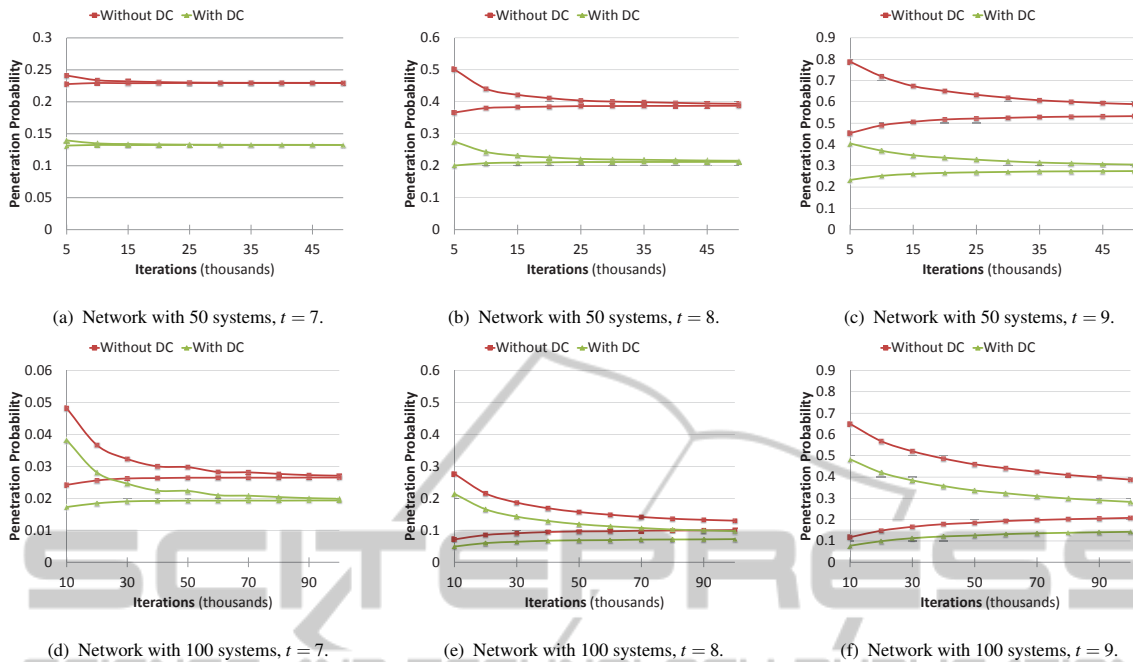 Without DC With DC
Penetration Probability
0.3
0.25
0.2
0.15
0.1
0.05
0
5 15 25 35 45
Iterations (thousands)
(a) Network with 50 systems, t = 7.
Without DC With DC
Penetration Probability
0.6
0.5
0.4
0.3
0.2
0.1
0
5 15 25 35 45
Iterations (thousands)
(b) Network with 50 systems, t = 8.
Without DC With DC
Penetration Probability
0.9
0.8
0.7
0.6
0.5
0.4
0.3
0.2
0.1
0
5 15 25 35 45
Iterations (thousands)
(c) Network with 50 systems, t = 9.
Without DC With DC
Penetration Probability
0.06
0.05
0.04
0.03
0.02
0.01
0
10 30 50 70 90
Iterations (thousands)
(d) Network with 100 systems, t = 7.
Without DC With DC
Penetration Probability
0.6
0.5
0.4
0.3
0.2
0.1
0
10 30 50 70 90
Iterations (thousands)
(e) Network with 100 systems, t = 8.
Without DC With DC
Penetration Probability
0.9
0.8
0.7
0.6
0.5
0.4
0.3
0.2
0.1
0
10 30 50 70 90
Iterations (thousands)
(f) Network with 100 systems, t = 9.
SCITEPRESS